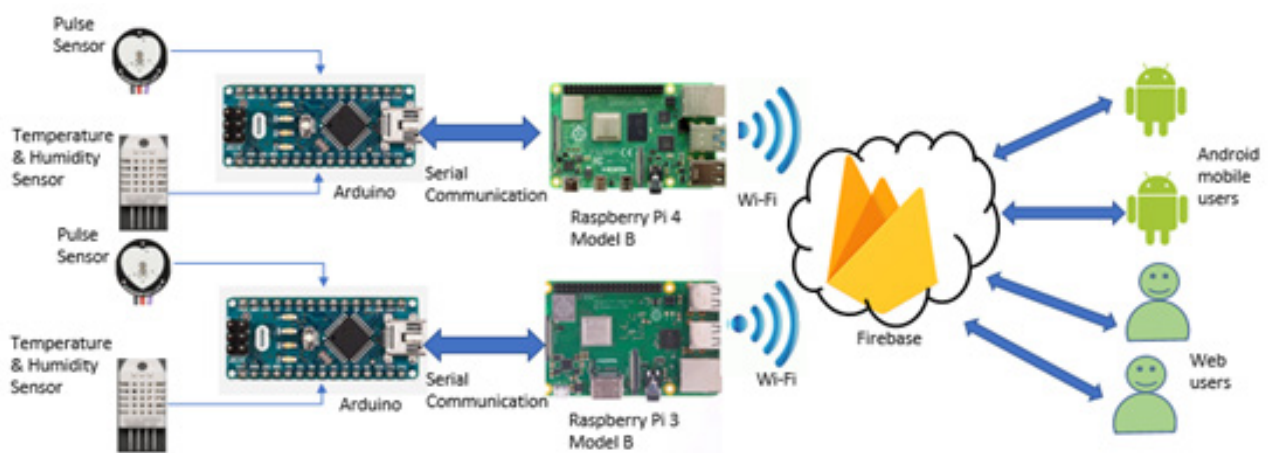 Pulse
Sensor
Temperature
& Humidity
Sensor
Arduino
Serial
Communication
Raspberry Pi 4
Model B
Wi-Fi
Pulse
Sensor
Temperature
& Humidity
Sensor
Arduino
Serial
Communication
Raspberry Pi 3
Model B
Wi-Fi
Firebase
Android
mobile
users
Web
users